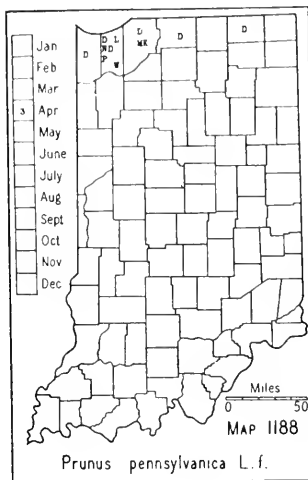 Jan
Feb
Mar
3 Apr
May
June
July
Aug
Sept
Oct
Nov
Dec
D
D L
N D
P W
D
MK
D
D
Miles
0 50
MAP 1188
Prunus pennsylvanica L.f.